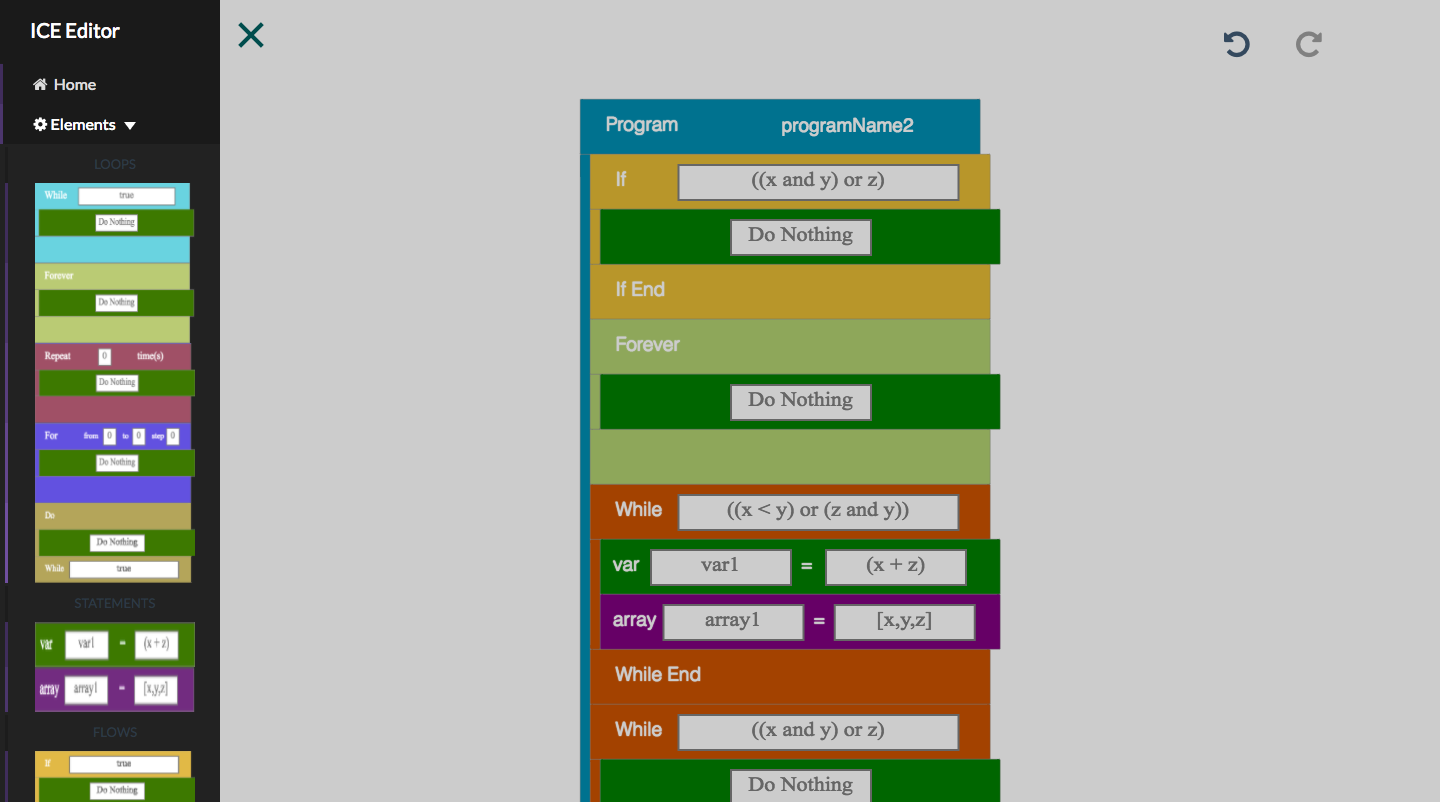 ICE Editor
Home
Elements
LOOPS
While true
Do Nothing
Forever
Do Nothing
Repeat 0 time(s)
Do Nothing
For from 0 to 0 step 0
Do Nothing
Do
Do Nothing
While true
STATEMENTS
var var1 = (x + z)
array array1 = [x,y,z]
FLOWS
If true
Do Nothing
Program programName2
If ((x and y) or z)
Do Nothing
If End
Forever
Do Nothing
While ((x < y) or (z and y))
var var1 = (x + z)
array array1 = [x,y,z]
While End
While ((x and y) or z)
Do Nothing